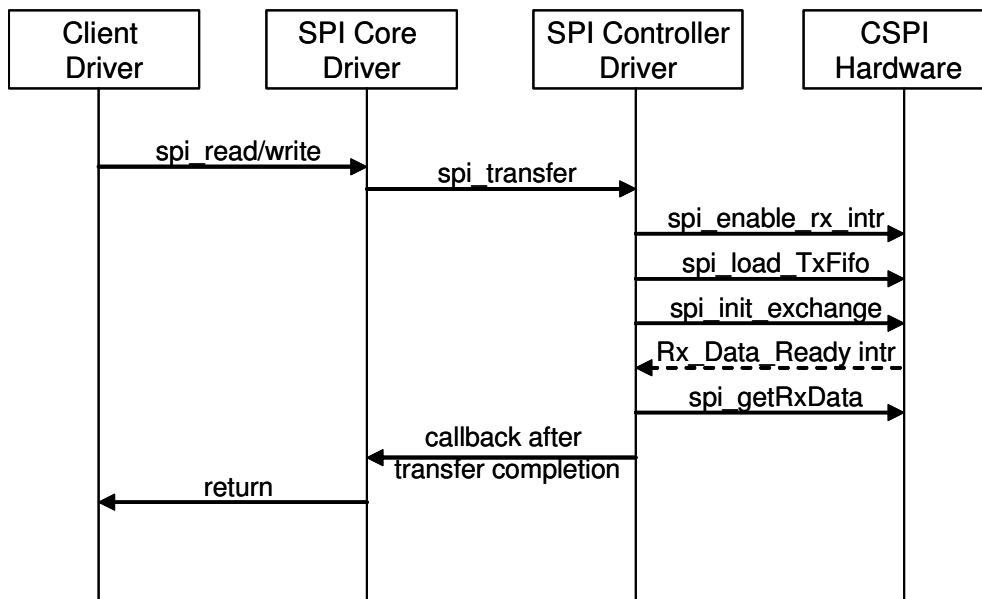 Client
Driver
SPI Core
Driver
SPI Controller
Driver
CSPI
Hardware
spi_read/write
spi_transfer
spi_enable_rx_intr
spi_load_TxFifo
spi_init_exchange
Rx_Data_Ready intr
spi_getRxData
callback after
transfer completion
return